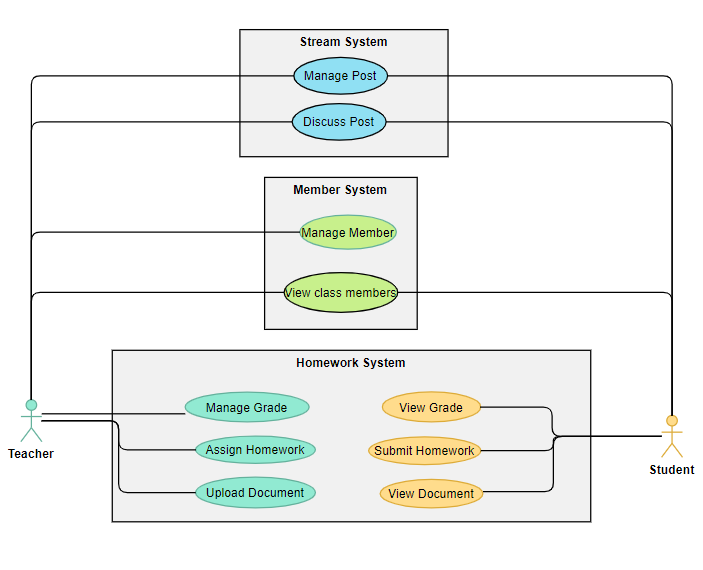 Stream System
Manage Post
Discuss Post
Member System
Manage Member
View class members
Homework System
Manage Grade
View Grade
Assign Homework
Submit Homework
Upload Document
View Document
Teacher
Student